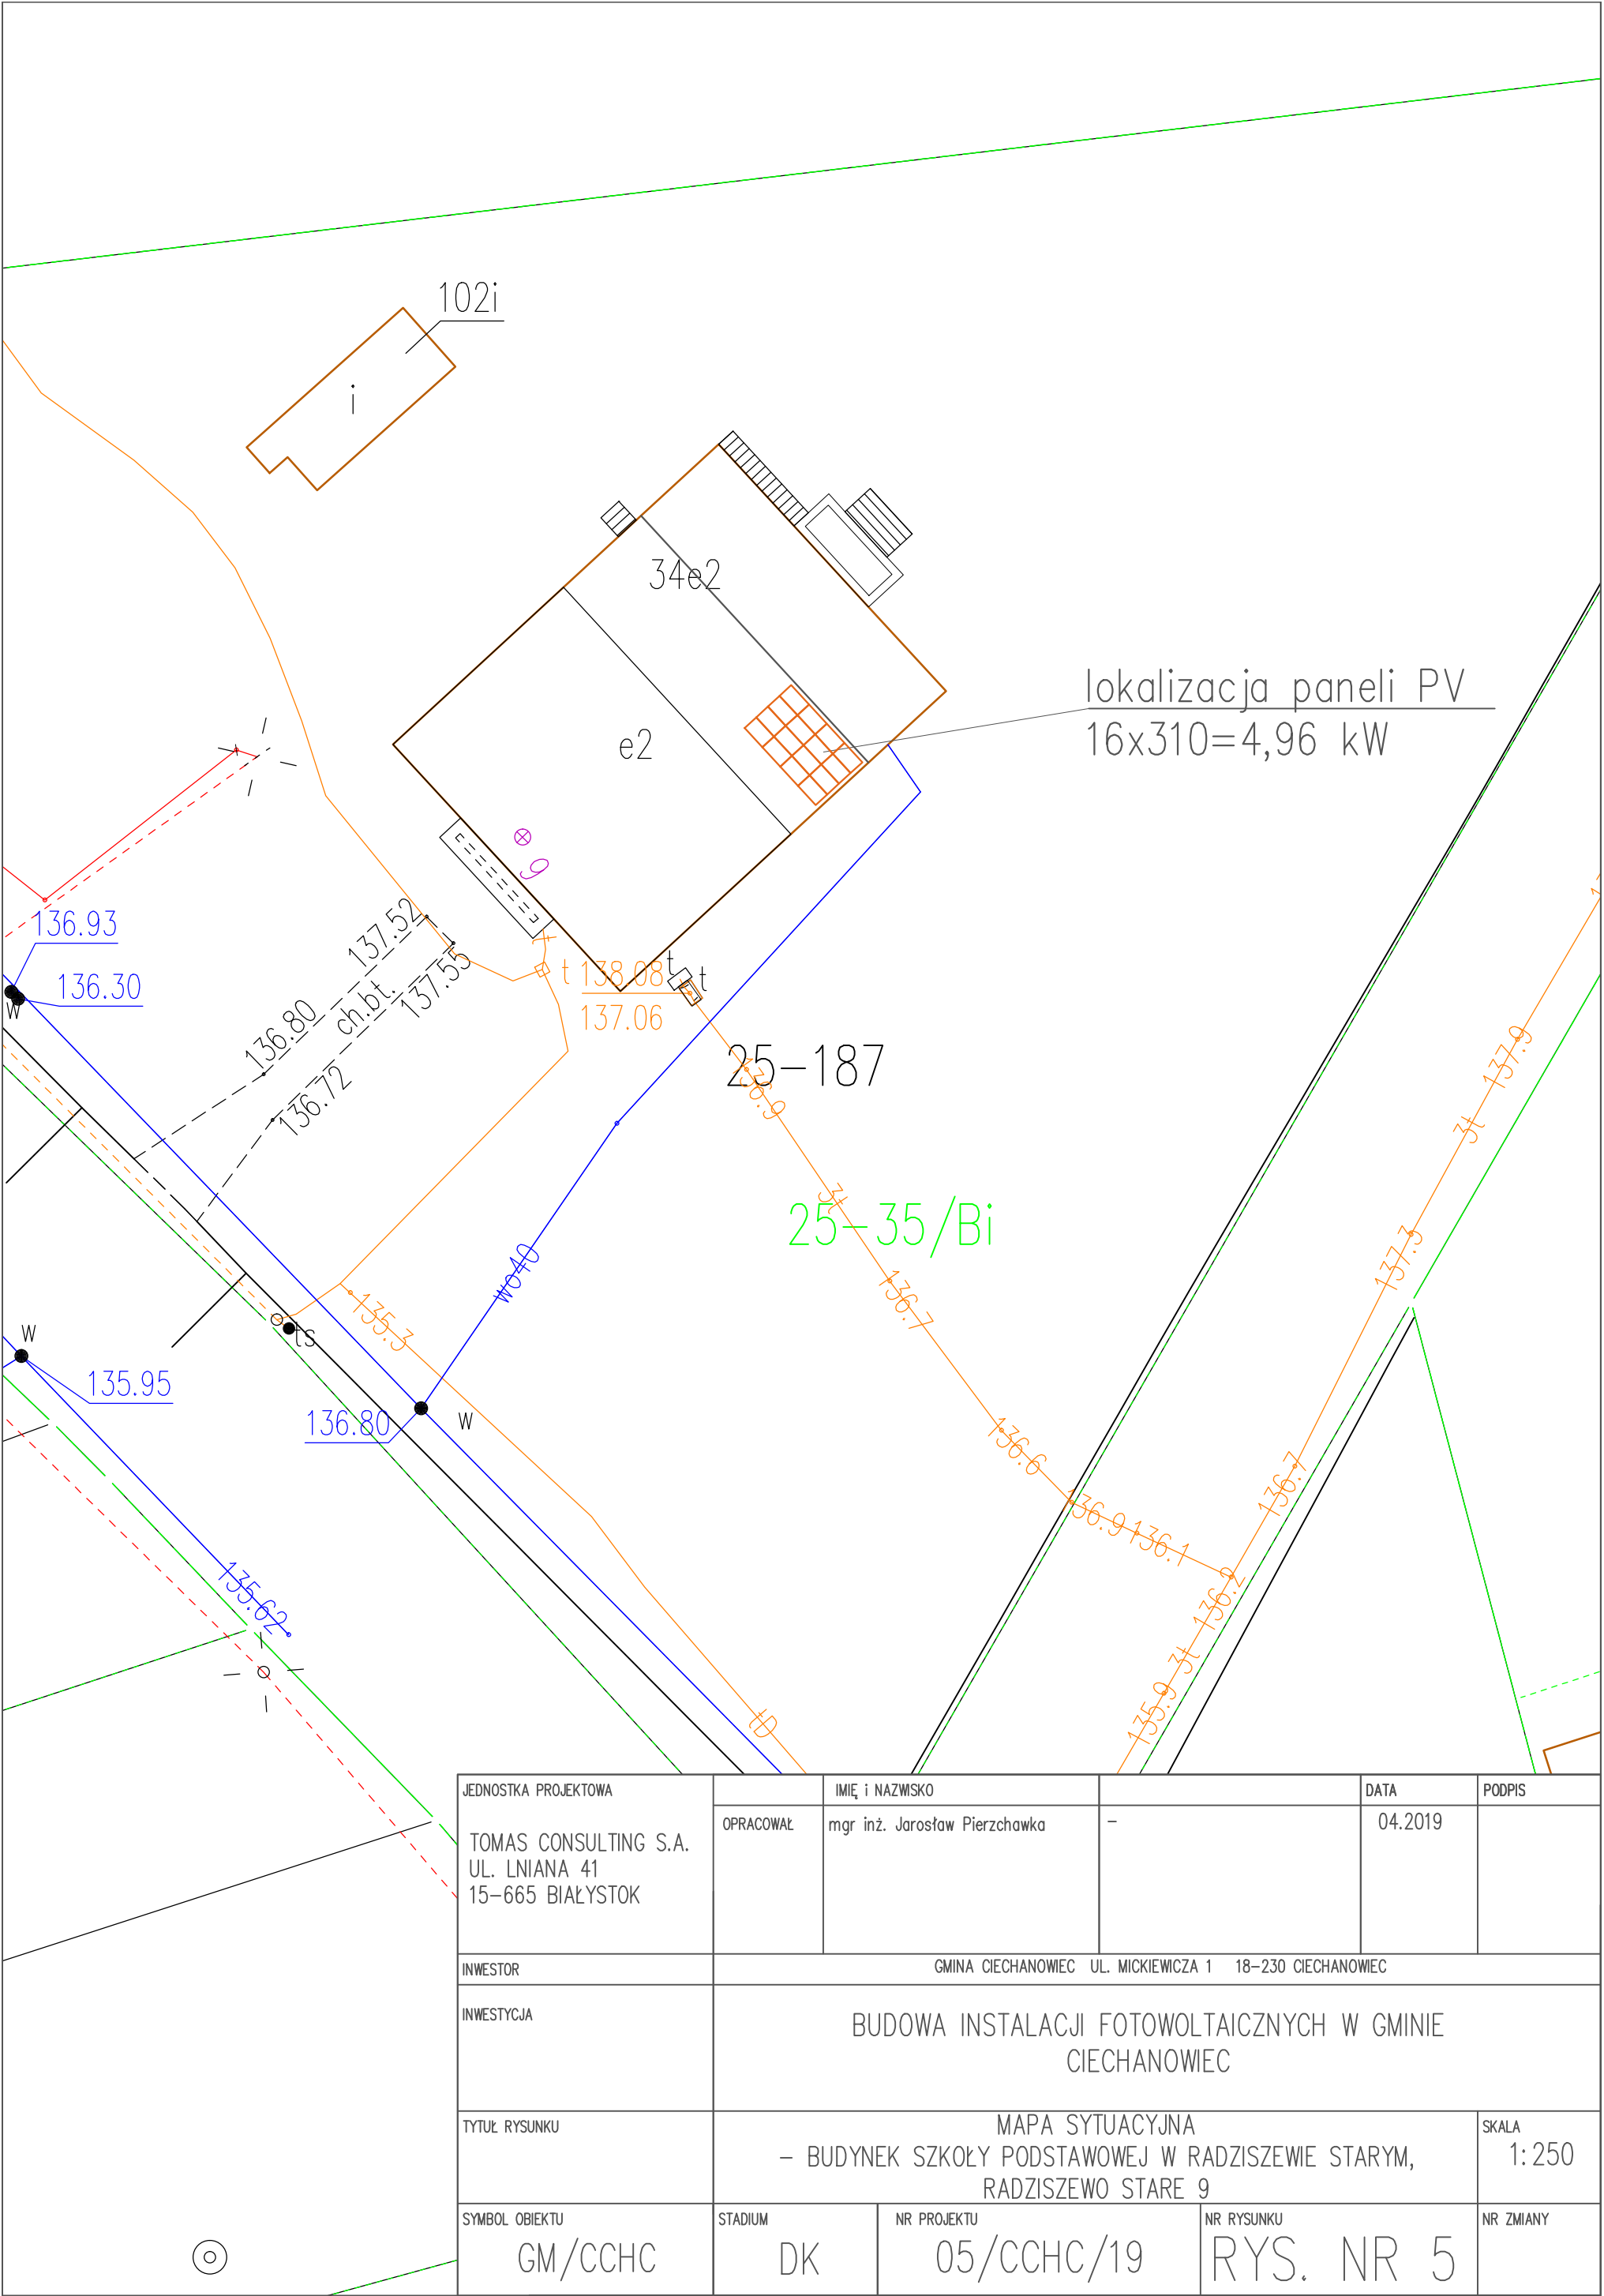 102i
i
34e2
lokalizacja paneli PV
16x310=4,96 kW
e2
9
136.93
137.52
t
136.30
137.55
t 138.08
t
t
W
ch.bt.
137.06
136.80
25-187
136.9
137.9
136.72
3t
3t
25-35/Bi
137.3
wo40
136.7
135.3
ts
W
135.95
136.80
W
136.6
136.7
136.9
136.1
135.62
136.2
3t
135.9
tD
JEDNOSTKA PROJEKTOWA
TOMAS CONSULTING S.A.
UL. LNIANA 41
15-665 BIAŁYSTOK
IMIĘ i NAZWISKO
DATA
PODPIS
OPRACOWAŁ
mgr inż. Jarosław Pierzchawka
-
04.2019
INWESTOR
GMINA CIECHANOWIEC UL. MICKIEWICZA 1 18-230 CIECHANOWIEC
INWESTYCJA
BUDOWA INSTALACJI FOTOWOLTAICZNYCH W GMINIE
CIECHANOWIEC
TYTUŁ RYSUNKU
MAPA SYTUACYJNA
- BUDYNEK SZKOŁY PODSTAWOWEJ W RADZISZEWIE STARYM,
RADZISZEWO STARE 9
SKALA
1:250
SYMBOL OBIEKTU
GM/CCHC
STADIUM
DK
NR PROJEKTU
05/CCHC/19
NR RYSUNKU
RYS. NR 5
NR ZMIANY